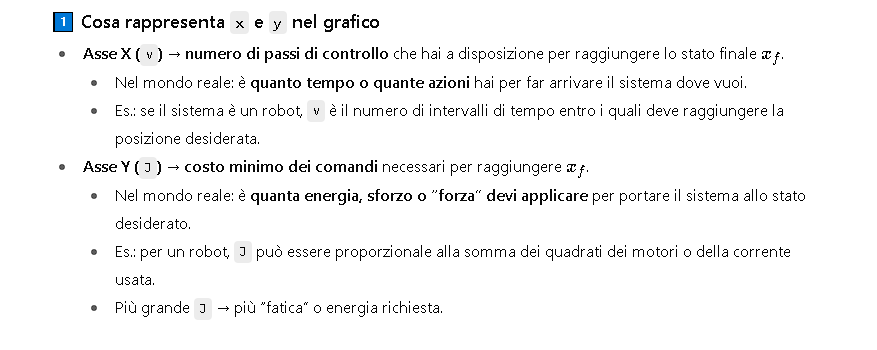 1 Cosa rappresenta x e y nel grafico
• Asse X ( v ) → numero di passi di controllo che hai a disposizione per raggiungere lo stato finale x_f.
• Nel mondo reale: è quanto tempo o quante azioni hai per far arrivare il sistema dove vuoi.
• Es.: se il sistema è un robot, v è il numero di intervalli di tempo entro i quali deve raggiungere la
posizione desiderata.
• Asse Y ( J ) → costo minimo dei comandi necessari per raggiungere x_f.
• Nel mondo reale: è quanta energia, sforzo o "forza" devi applicare per portare il sistema allo stato
desiderato.
• Es.: per un robot, J può essere proporzionale alla somma dei quadrati dei motori o della corrente
usata.
• Più grande J → più "fatica" o energia richiesta.